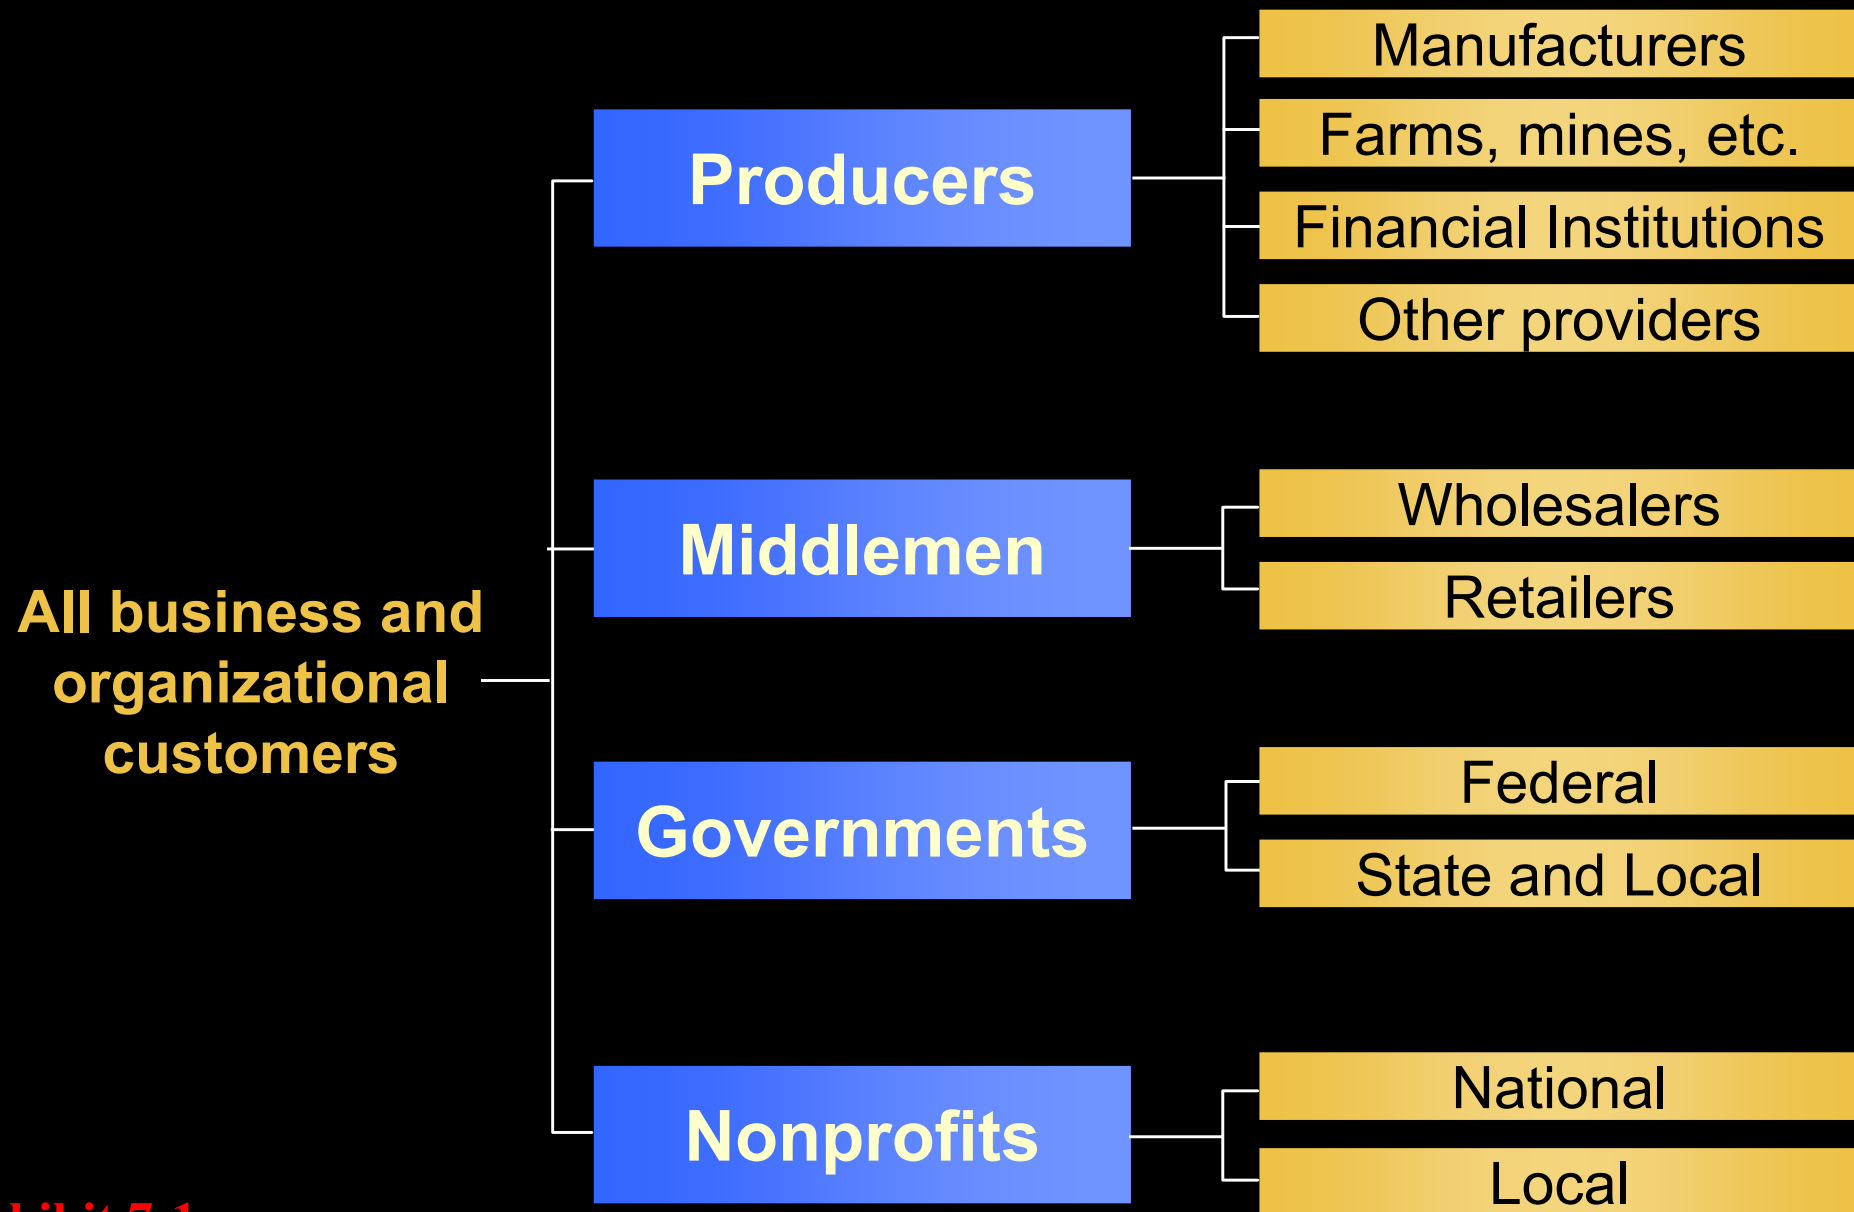 All business and
organizational
customers
Producers
Manufacturers
Farms, mines, etc.
Financial Institutions
Other providers
Middlemen
Wholesalers
Retailers
Governments
Federal
State and Local
Nonprofits
National
Local